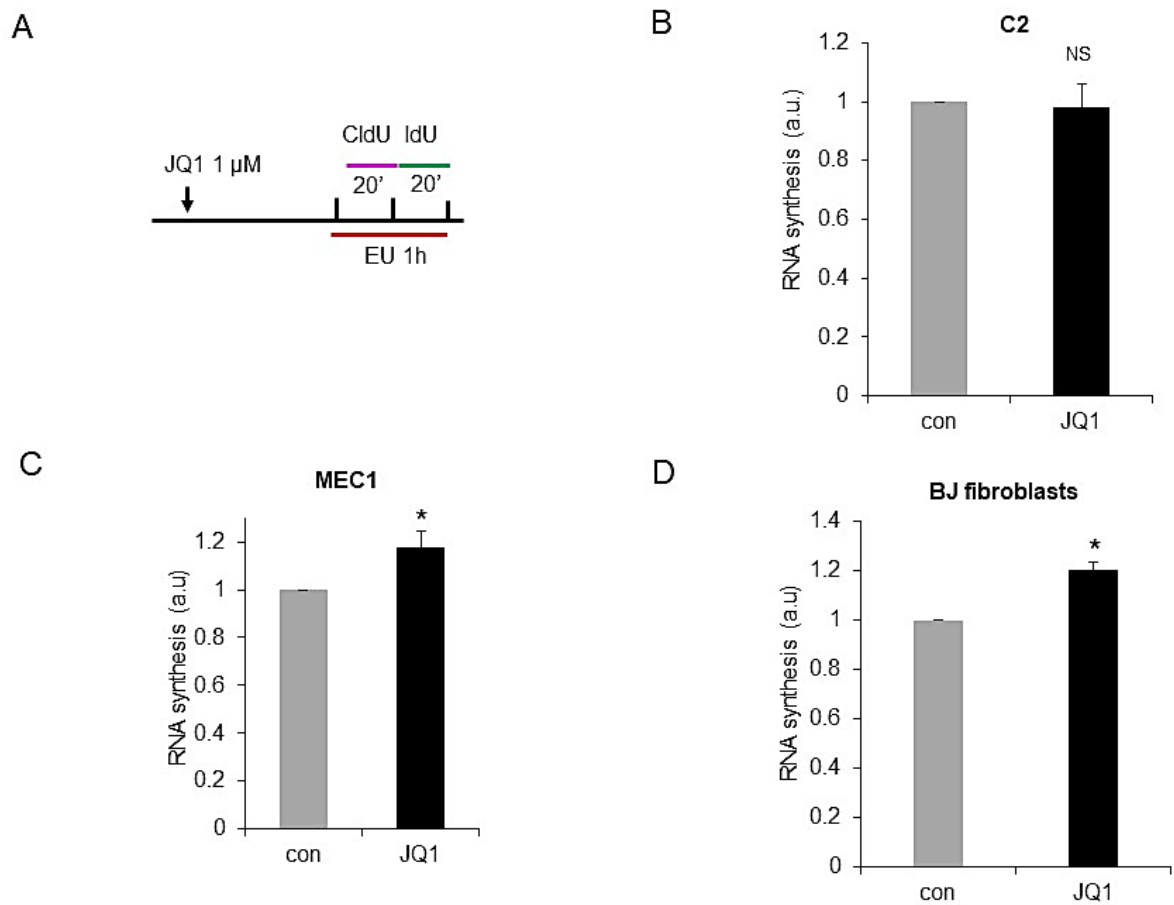 A
JQ1 1 µM
CldU IdU
20' 20'
EU 1h
B
C2
RNA synthesis (a.u.)
1.2
1
0.8
0.6
0.4
0.2
0
NS
con JQ1
C
MEC1
RNA synthesis (a.u)
1.2
1
0.8
0.6
0.4
0.2
0
*
con JQ1
D
BJ fibroblasts
RNA synthesis (a.u)
1.4
1.2
1
0.8
0.6
0.4
0.2
0
*
con JQ1